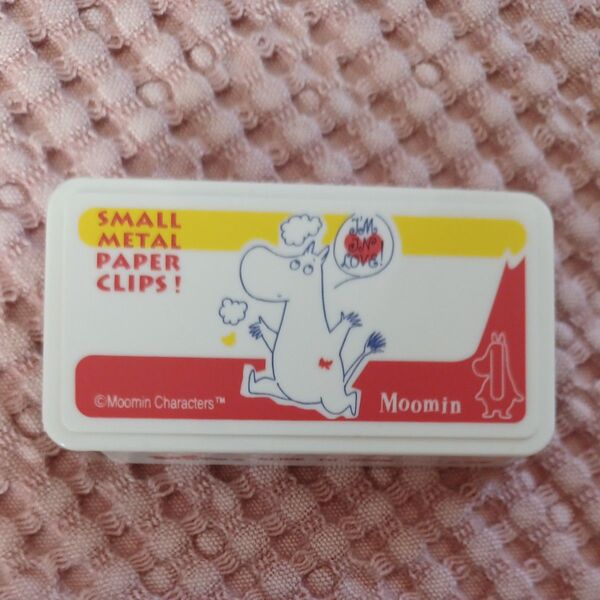 SMALL
METAL
PAPER
CLIPS!
I'M
IN
LOVE!
©Moomin Characters™
Moomin